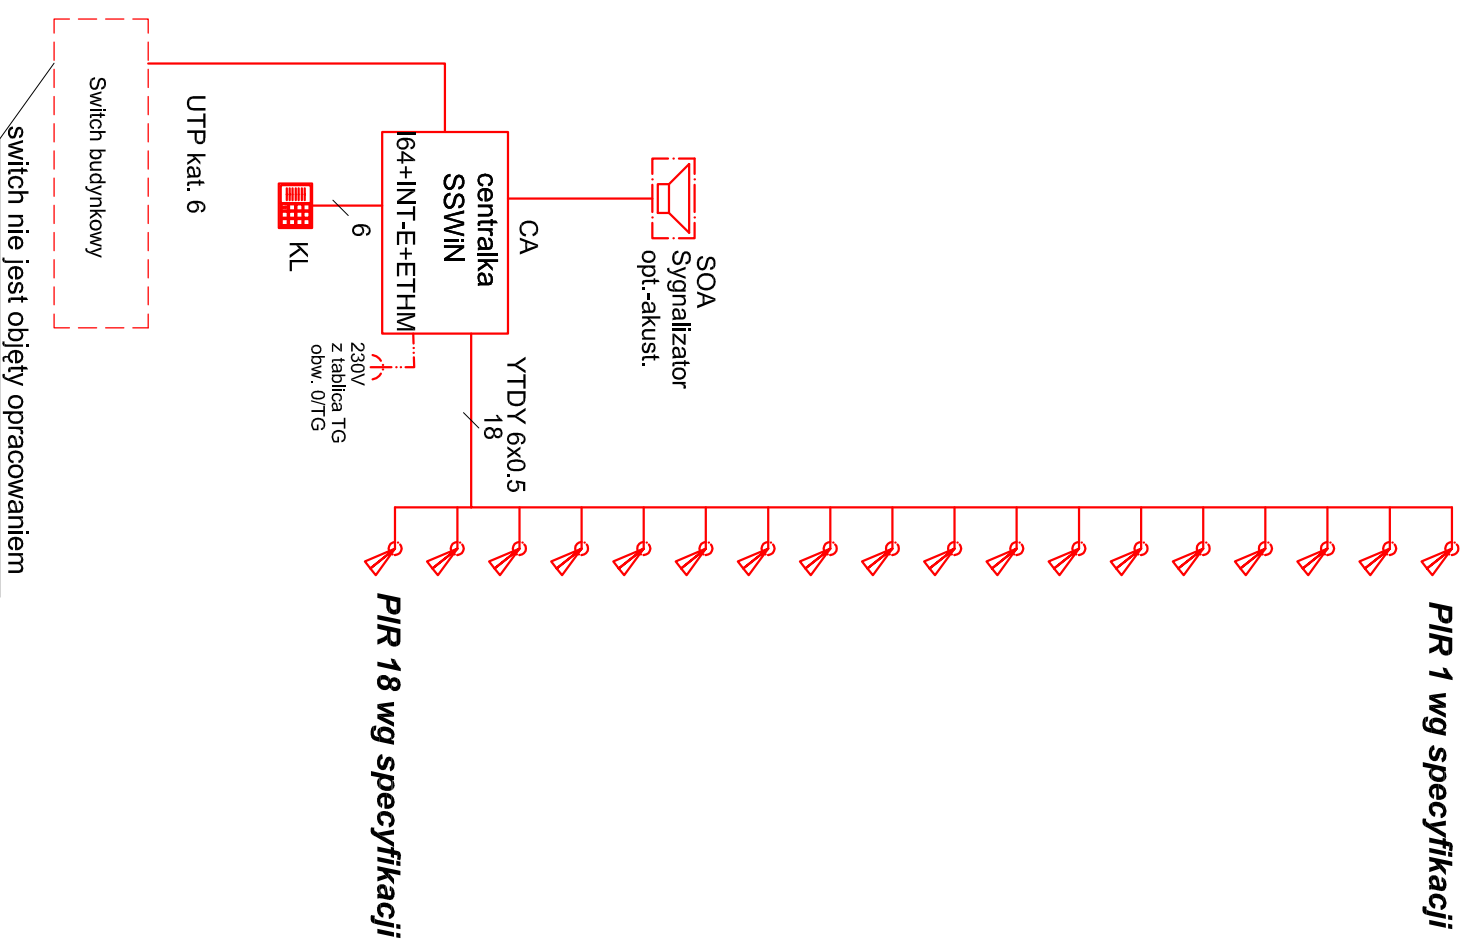 PIR 1 wg specyfikacji
SOA
Sygnalizator
opt.-akust.
CA
YTDY 6x0.5
18
centralka
SSWiN
I64+INT-E+ETHM
PIR 18 wg specyfikacji
6
230V
z tablica TG
obw. 0/TG
KL
UTP kat. 6
Switch budynkowy
switch nie jest objęty opracowaniem